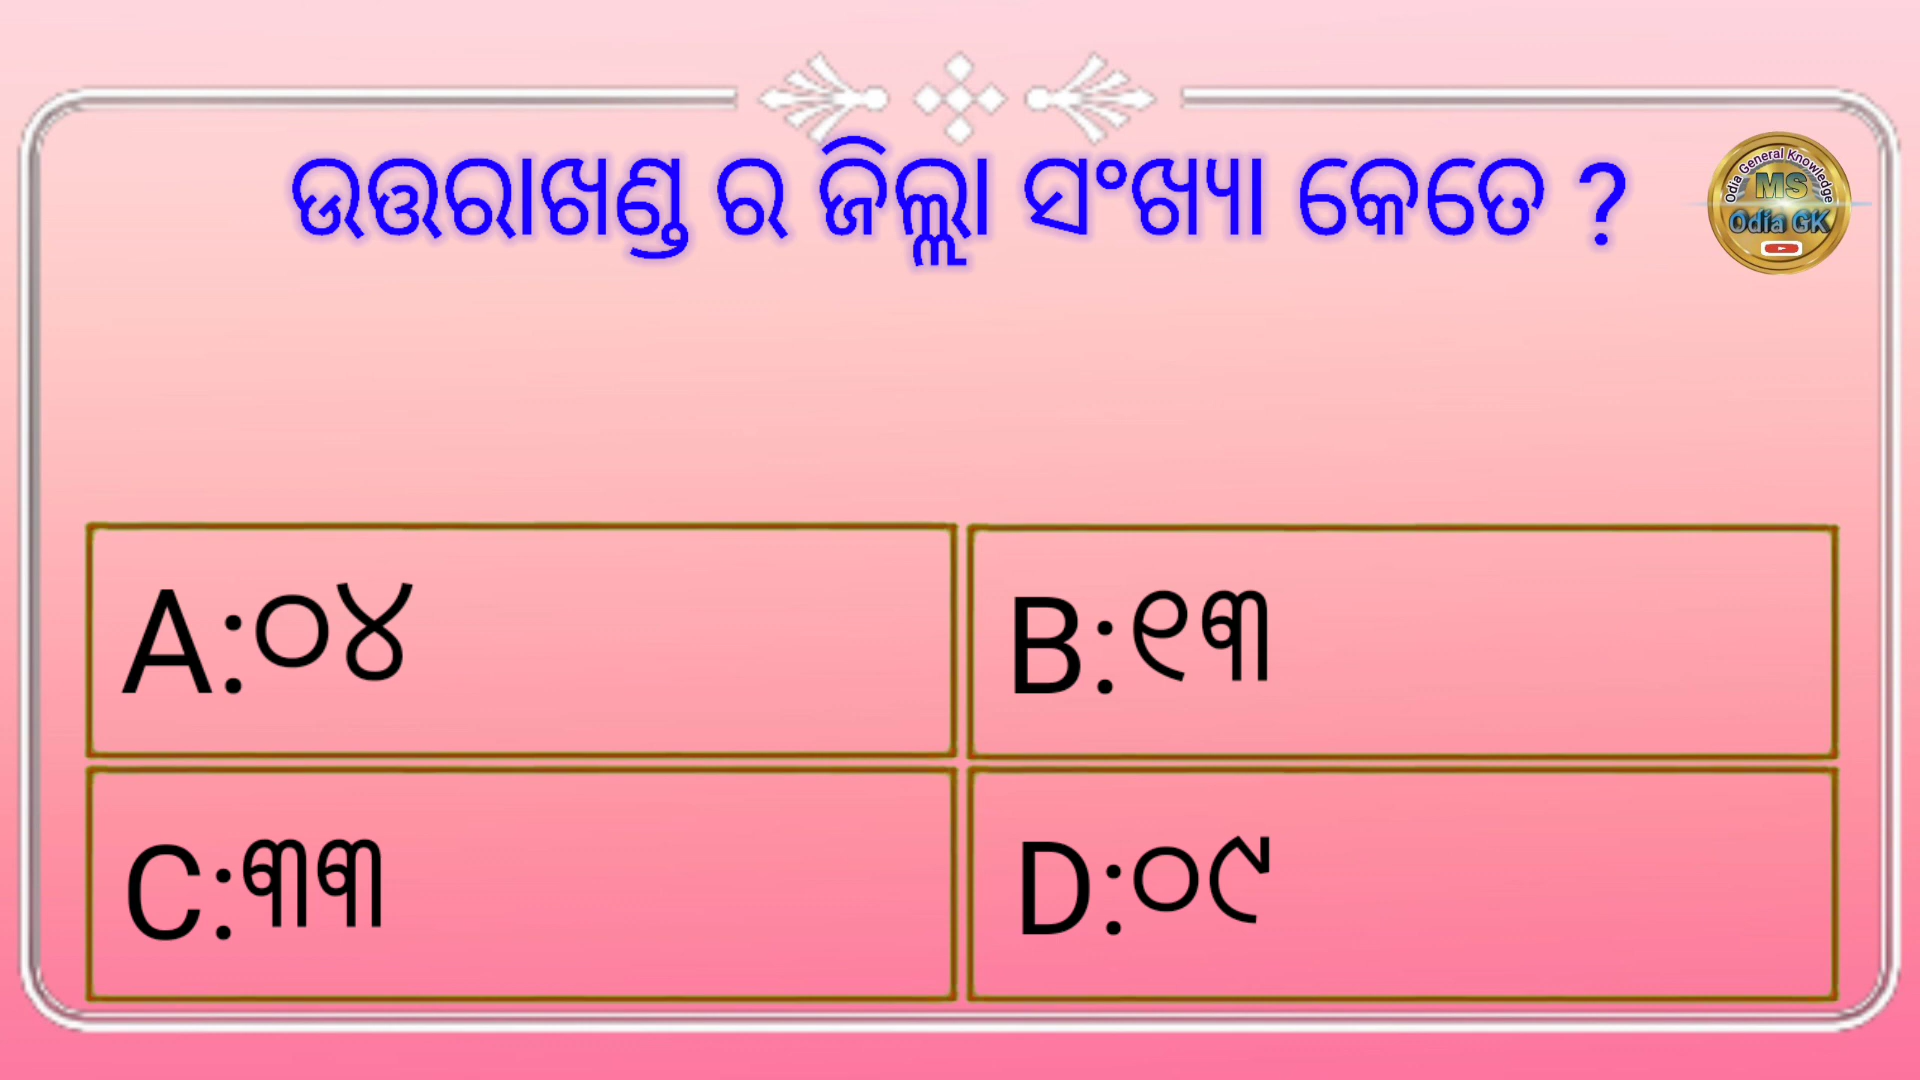 ଉତ୍ତରାଖଣ୍ଡ ର ଜିଲ୍ଲା ସଂଖ୍ୟା କେତେ ?
Odia General Knowledge
MS
Odia GK
A:୦୪
B:୧୩
C:୩୩
D:୦୯